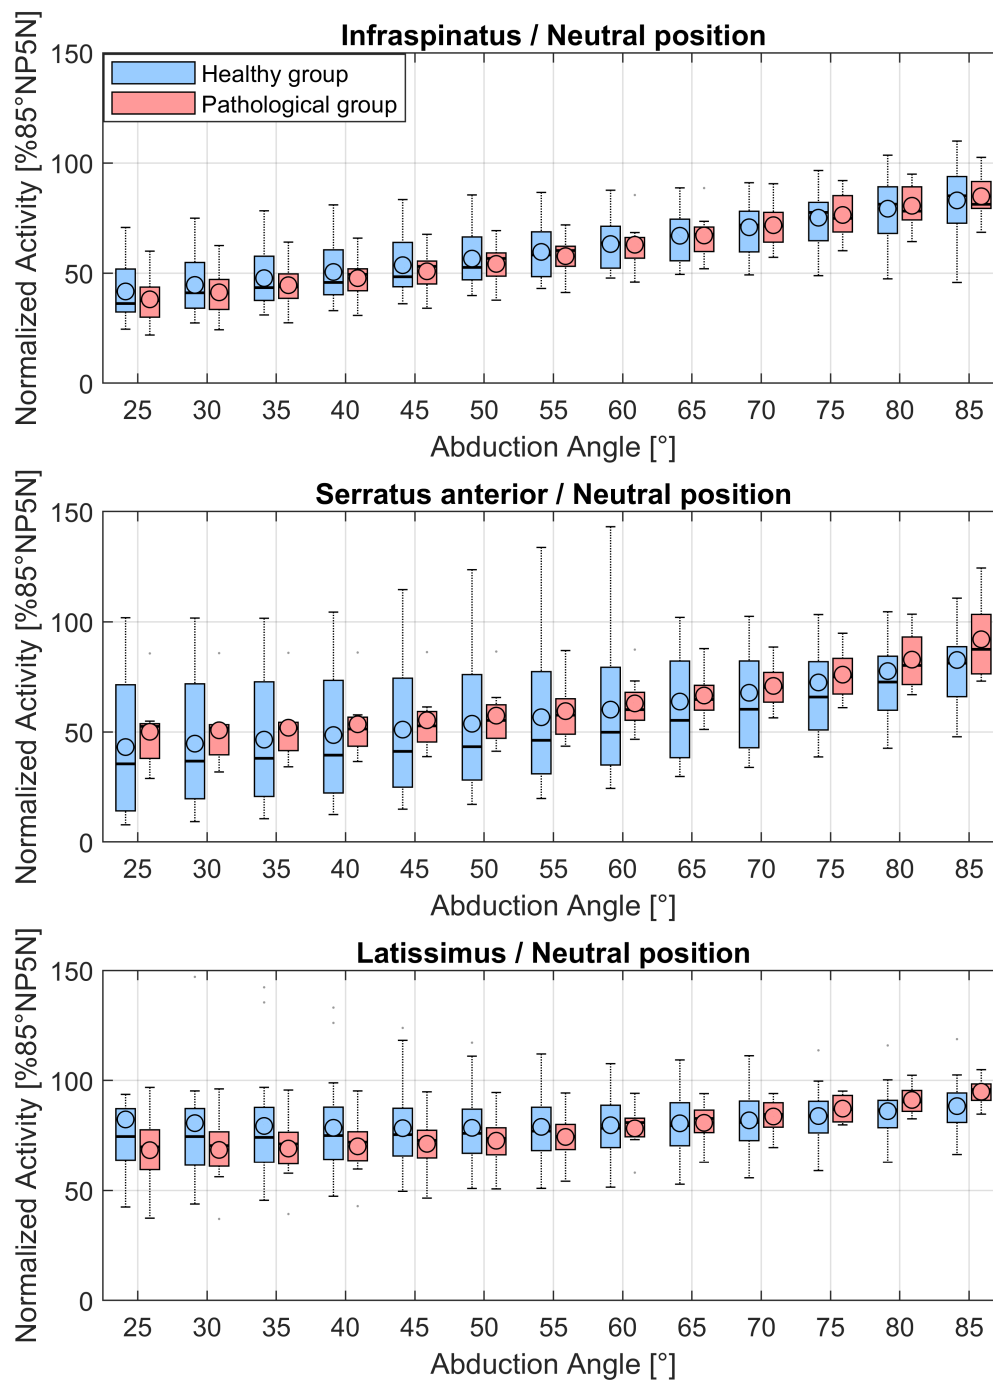 Infraspinatus / Neutral position
Normalized Activity [%85°NP5N]
150
100
50
0
Healthy group
Pathological group
25 30 35 40 45 50 55 60 65 70 75 80 85
Abduction Angle [°]
Serratus anterior / Neutral position
Normalized Activity [%85°NP5N]
150
100
50
0
25 30 35 40 45 50 55 60 65 70 75 80 85
Abduction Angle [°]
Latissimus / Neutral position
Normalized Activity [%85°NP5N]
150
100
50
0
25 30 35 40 45 50 55 60 65 70 75 80 85
Abduction Angle [°]